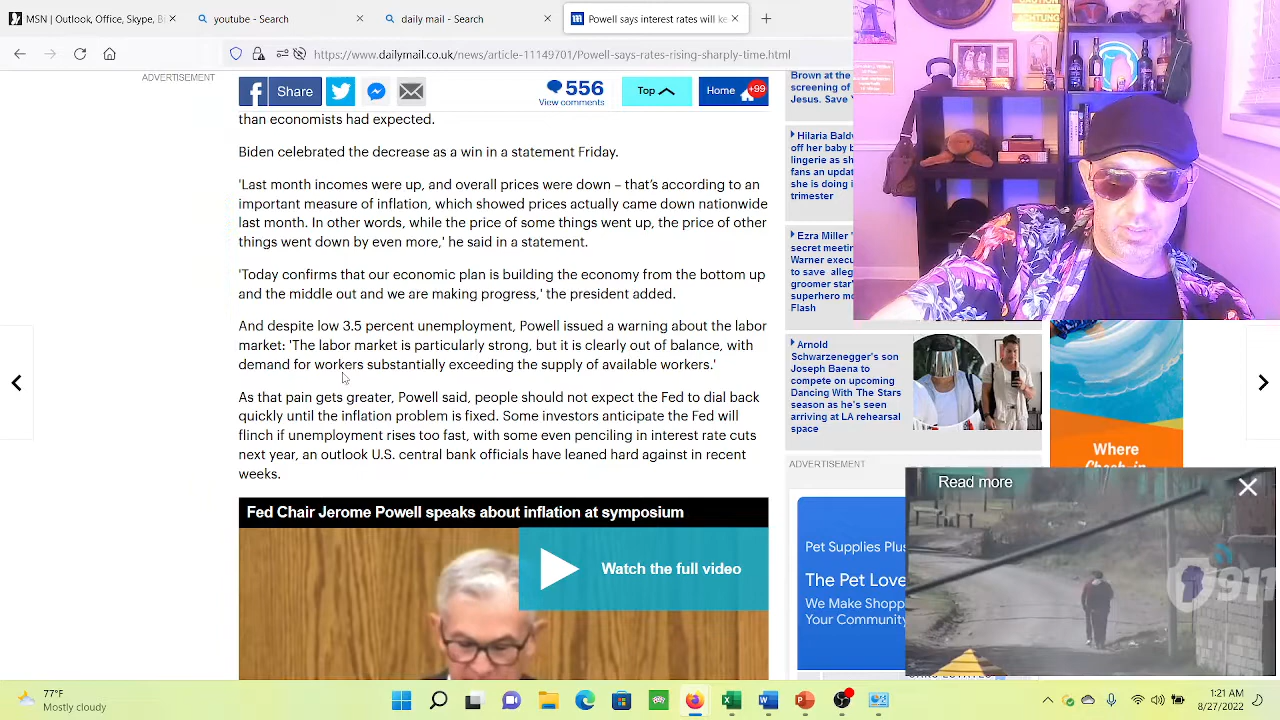 MSN | Outlook, Office, Skype, Bi
youtube - Search
daily mail - Search
Powell says interest rates will ke
https://www.dailymail.co.uk/news/article-11149701/Powell-says-rates-rising-sharply-time.html
ADVERTISEMENT
Share
556
View comments
Top
Home
+99
than economists had expected.
Biden celebrated the decrease as a win in a statement Friday.
'Last month incomes were up, and overall prices were down – that's according to an
important measure of inflation, which showed prices actually came down nationwide
last month. In other words, while the price of some things went up, the price of other
things went down by even more,' he said in a statement.
'Today confirms that our economic plan is building the economy from the bottom up
and the middle out and we are making progress,' the president added.
And despite the 3.5 percent unemployment, Powell issued a warning about the labor
market: 'The labor market is particularly strong, but it is clearly out of balance, with
demand for workers substantially exceeding the supply of available workers.'
As that pain gets greater, Powell said, people should not expect the Fed to dial back
quickly until the inflation problem is fixed. Some investors anticipate the Fed will
flinch if unemployment rises too fast, with some even penciling in interest rate cuts
next year, an outlook U.S. central bank officials have leaned hard against in recent
weeks.
Fed Chair Jerome Powell speaks about inflation at symposium
Watch the full video
Brown at the
screening of
Jesus. Save Y
Hilaria Baldw
off her baby b
lingerie as sh
fans an updat
she is doing i
trimester
Ezra Miller '
secret meetin
Warner execu
to save alleg
groomer star'
superhero mo
Flash
Arnold
Schwarzenegger's son
Joseph Baena to
compete on upcoming
Dancing With The Stars
season as he's seen
arriving at LA rehearsal
space
ADVERTISEMENT
Pet Supplies Plus
The Pet Love
We Make Shopp
Your Community
ACHTUNG
Where
Check-in
Read more
911
77°F
Mostly cloudy
1:21 AM
8/27/2022